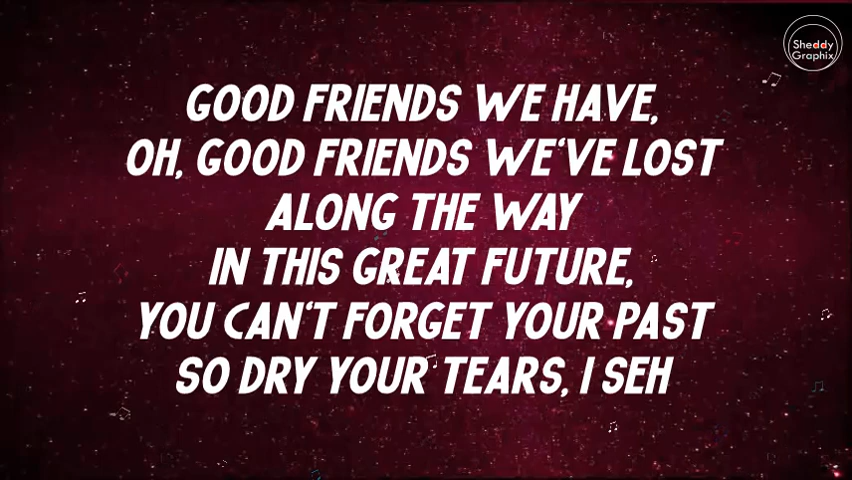 Sheddy
Graphix
GOOD FRIENDS WE HAVE,
OH, GOOD FRIENDS WE'VE LOST
ALONG THE WAY
IN THIS GREAT FUTURE,
YOU CAN'T FORGET YOUR PAST
SO DRY YOUR TEARS, I SEH